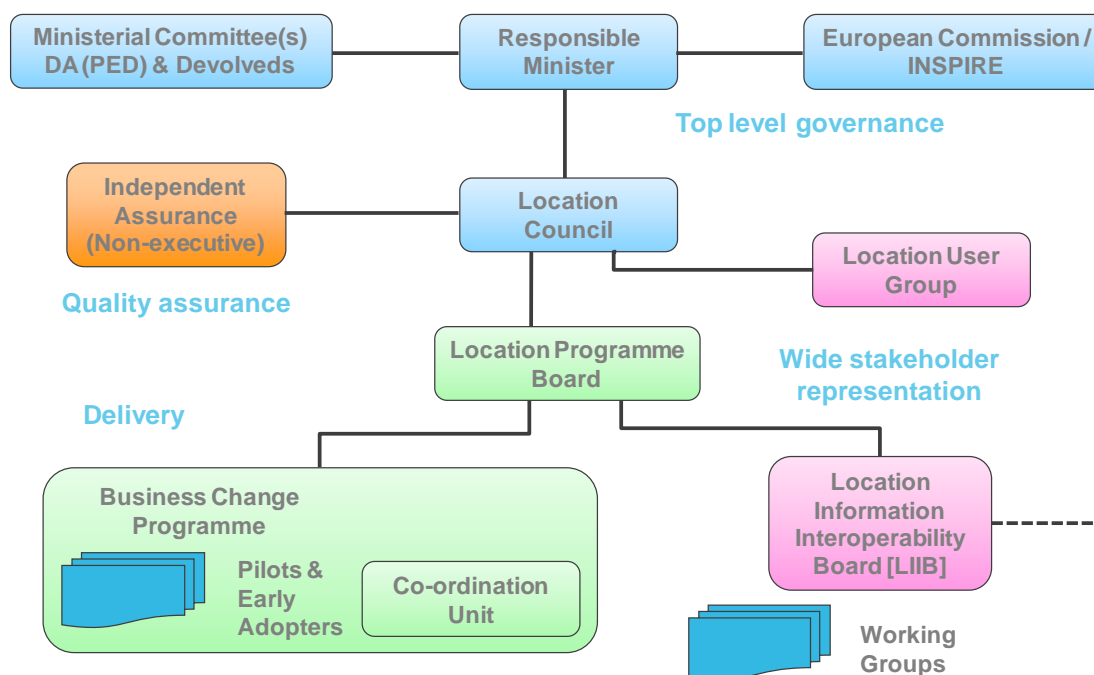 Ministerial Committee(s)
DA (PED) & Devolveds
Responsible
Minister
European Commission /
INSPIRE
Top level governance
Independent
Assurance
(Non-executive)
Location
Council
Location User
Group
Quality assurance
Location Programme
Board
Wide stakeholder
representation
Delivery
Business Change
Programme
Pilots &
Early
Adopters
Co-ordination
Unit
Location
Information
Interoperability
Board [LIIB]
Working
Groups